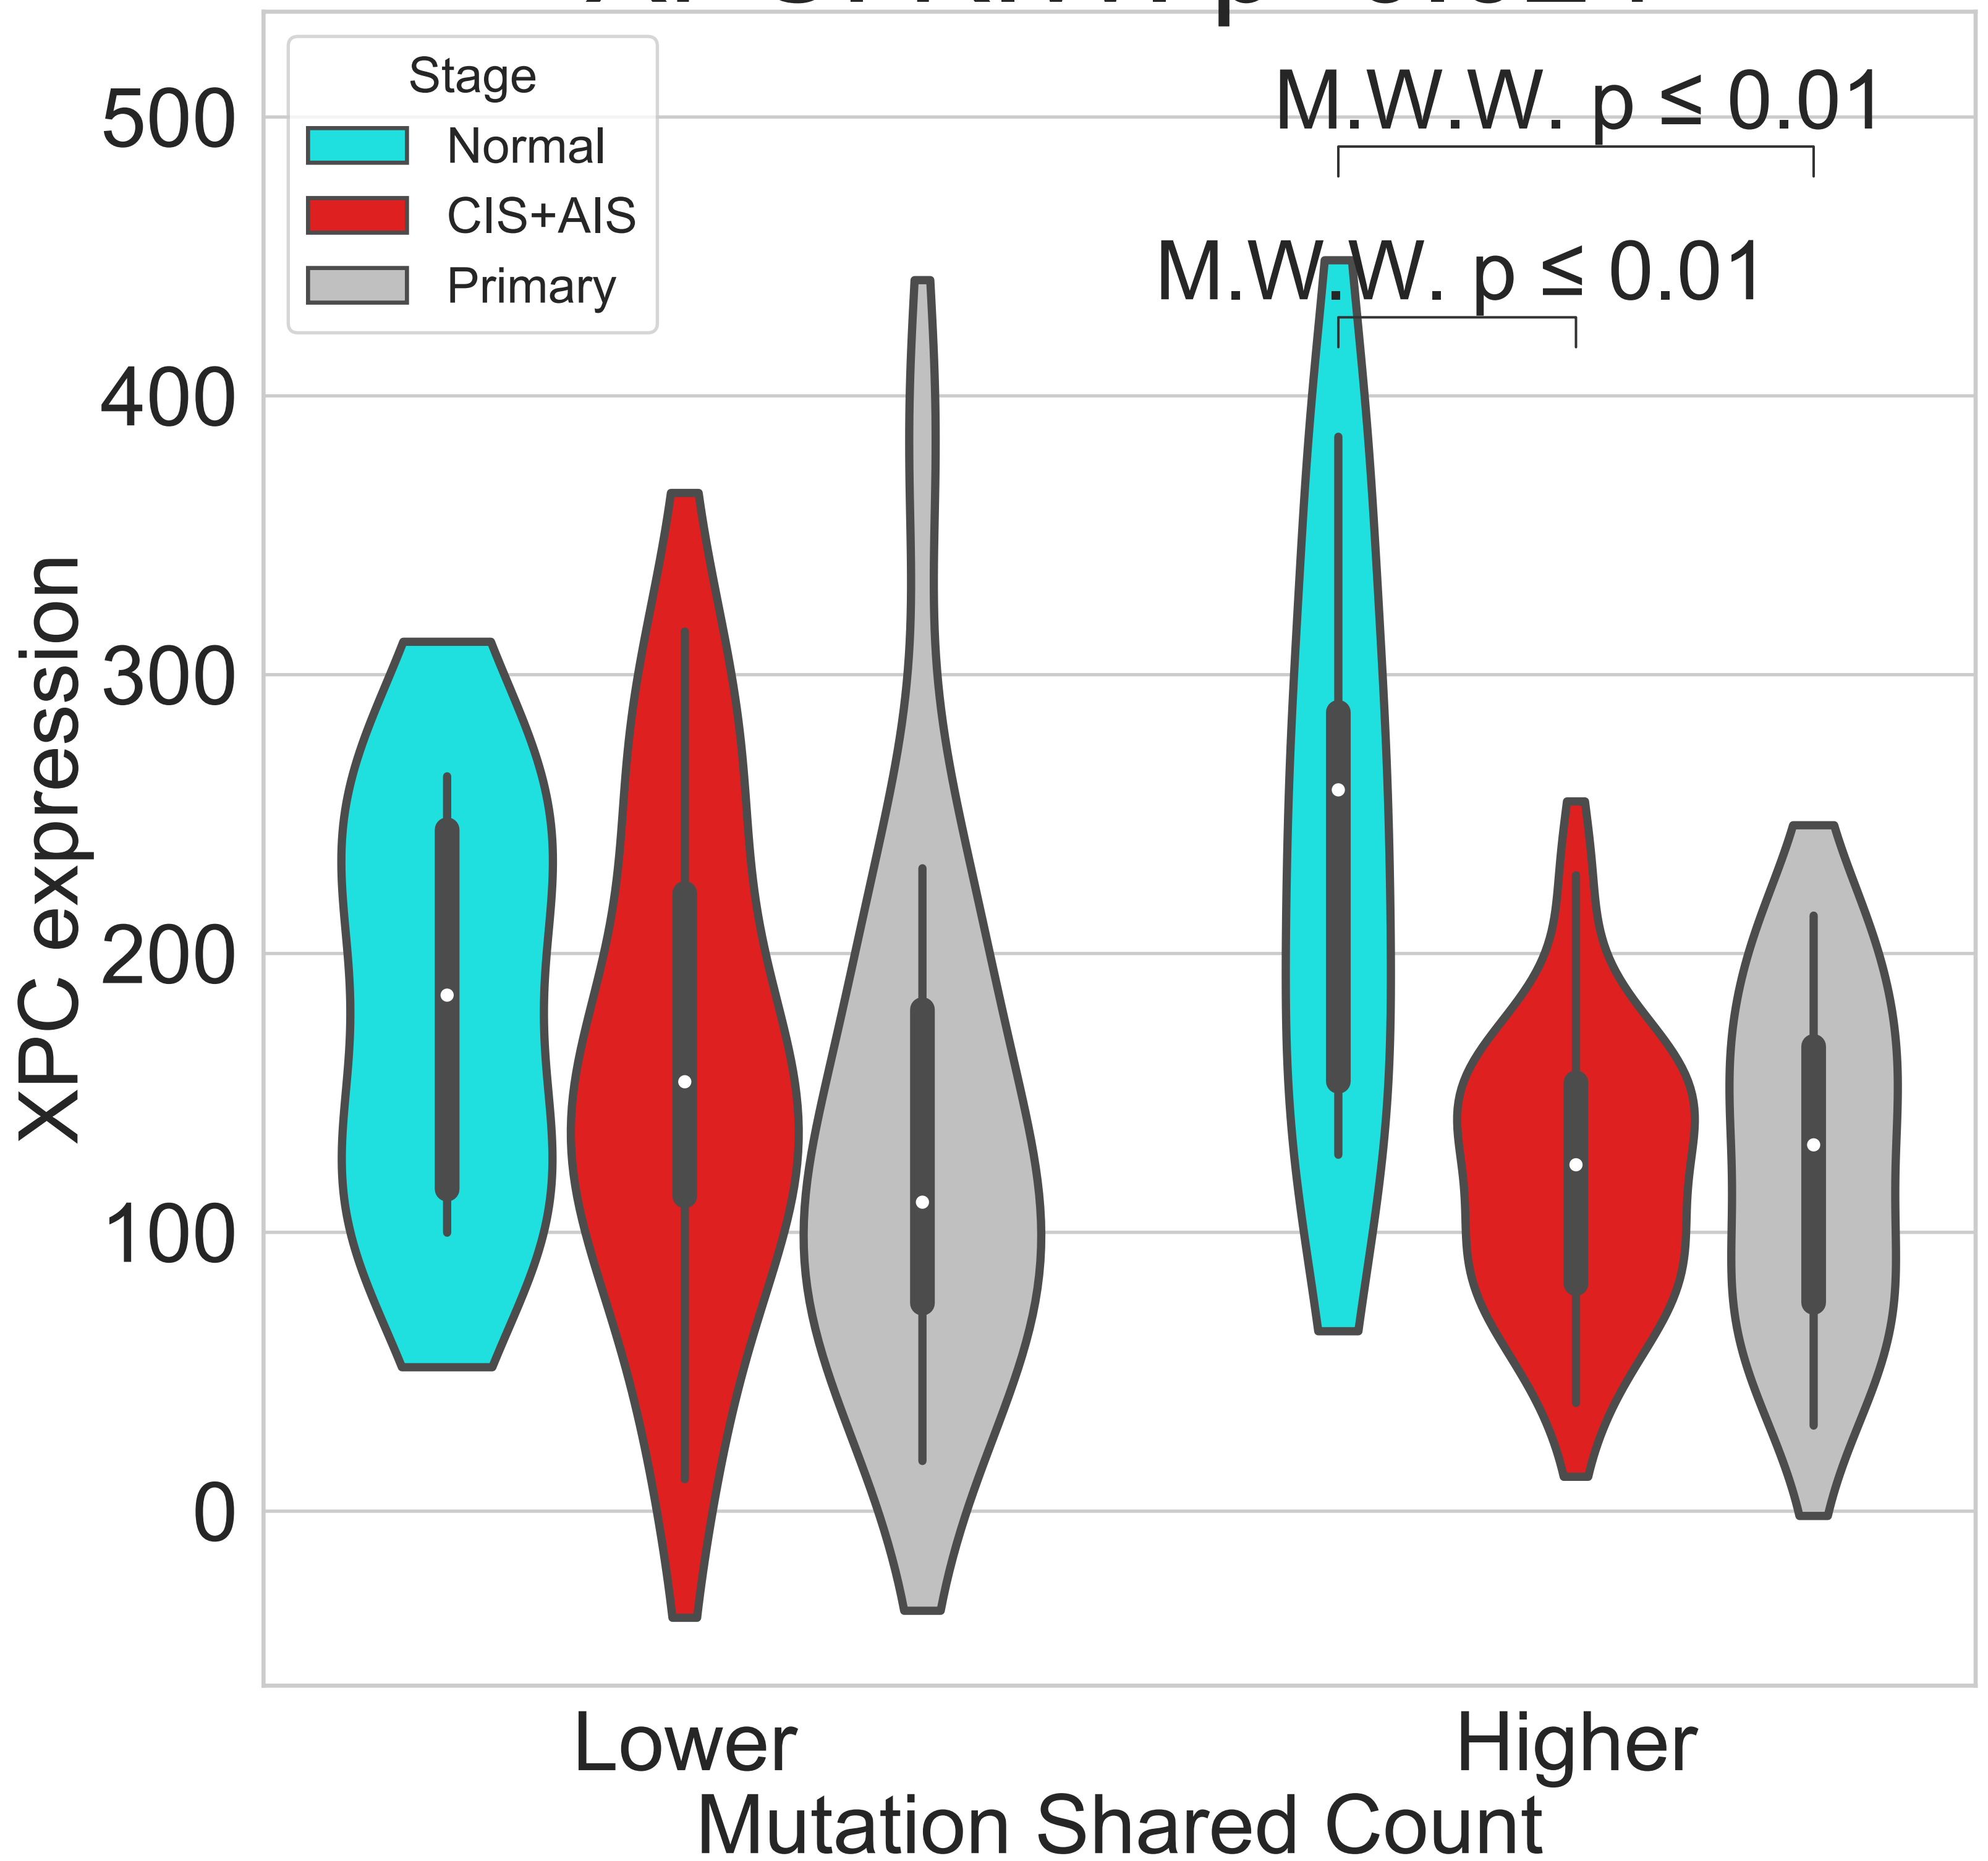 Stage
Normal
CIS+AIS
Primary
M.W.W. p ≤ 0.01
M.W.W. p ≤ 0.01
500
400
300
200
100
0
XPC expression
Lower
Higher
Mutation Shared Count